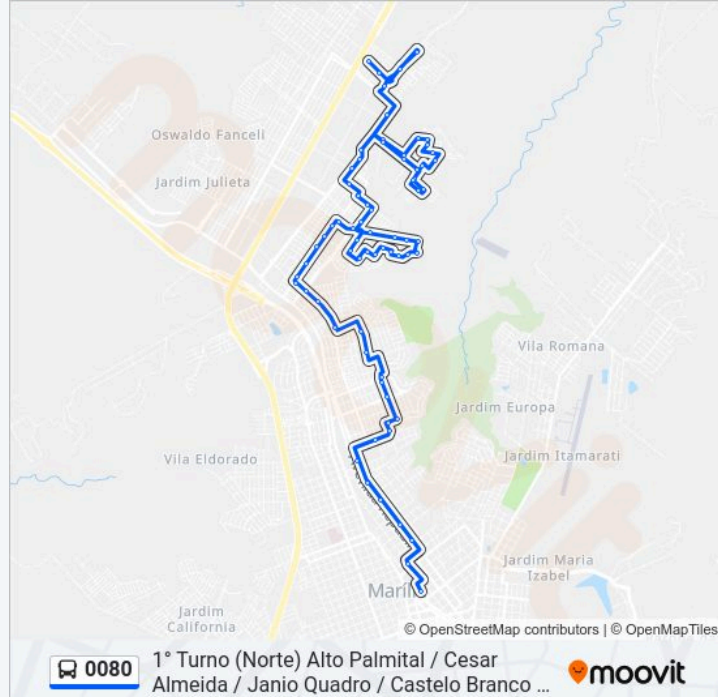 Oswaldo Fanceli
Jardim Julieta
Vila Romana
Jardim Europa
Vila Eldorado
Jardim Itamarati
Jardim Maria
Izabel
Jardim
California
© OpenStreetMap contributors | © OpenMapTiles
0080
1° Turno (Norte) Alto Palmital / Cesar
Almeida / Janio Quadro / Castelo Branco ...
moovit